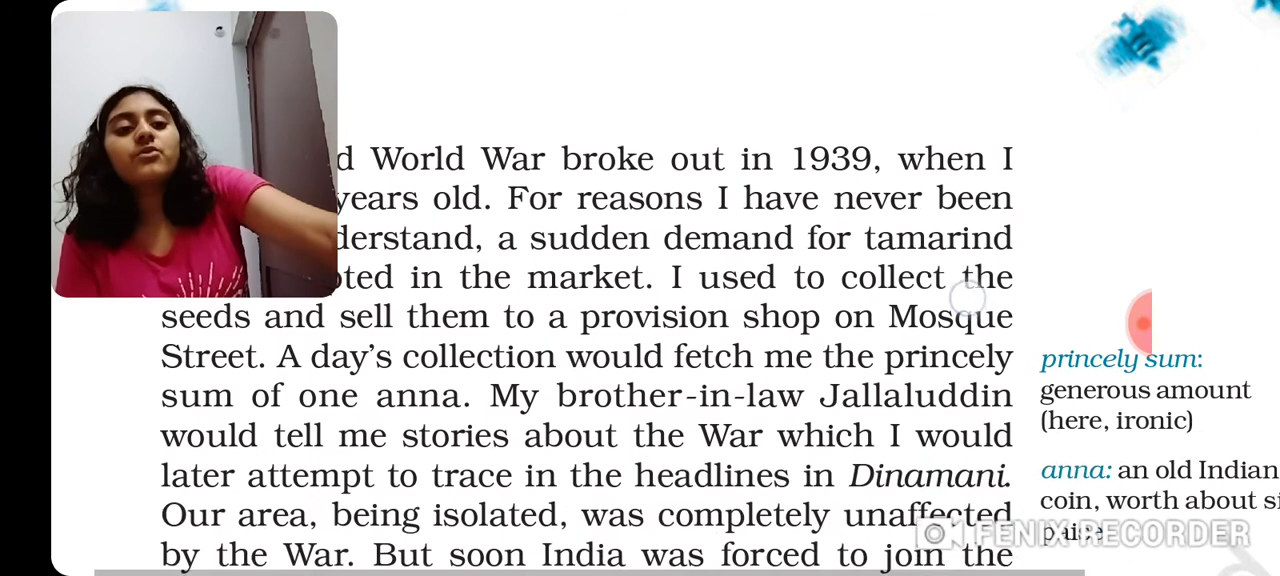 d World War broke out in 1939, when I
years old. For reasons I have never been
derstand, a sudden demand for tamarind
ted in the market. I used to collect the
seeds and sell them to a provision shop on Mosque
Street. A day's collection would fetch me the princely
sum of one anna. My brother-in-law Jallaluddin
would tell me stories about the War which I would
later attempt to trace in the headlines in Dinamani.
Our area, being isolated, was completely unaffected
by the War. But soon India was forced to join the
princely sum:
generous amount
(here, ironic)
anna: an old Indian
coin, worth about si
paise
FENIX RECORDER